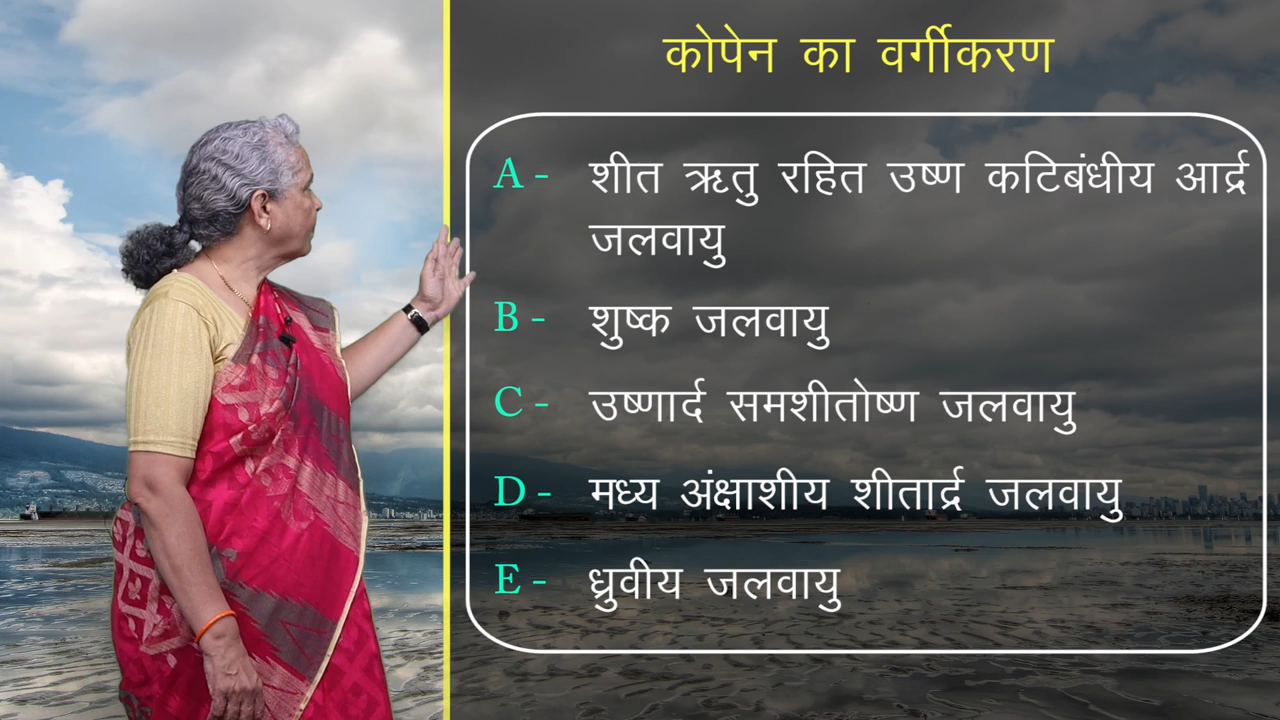 कोपेन का वर्गीकरण
A - शीत ऋतु रहित उष्ण कटिबंधीय आर्द्र
जलवायु
B - शुष्क जलवायु
C - उष्णार्द समशीतोष्ण जलवायु
D - मध्य अंक्षाशीय शीतार्द्र जलवायु
E - ध्रुवीय जलवायु